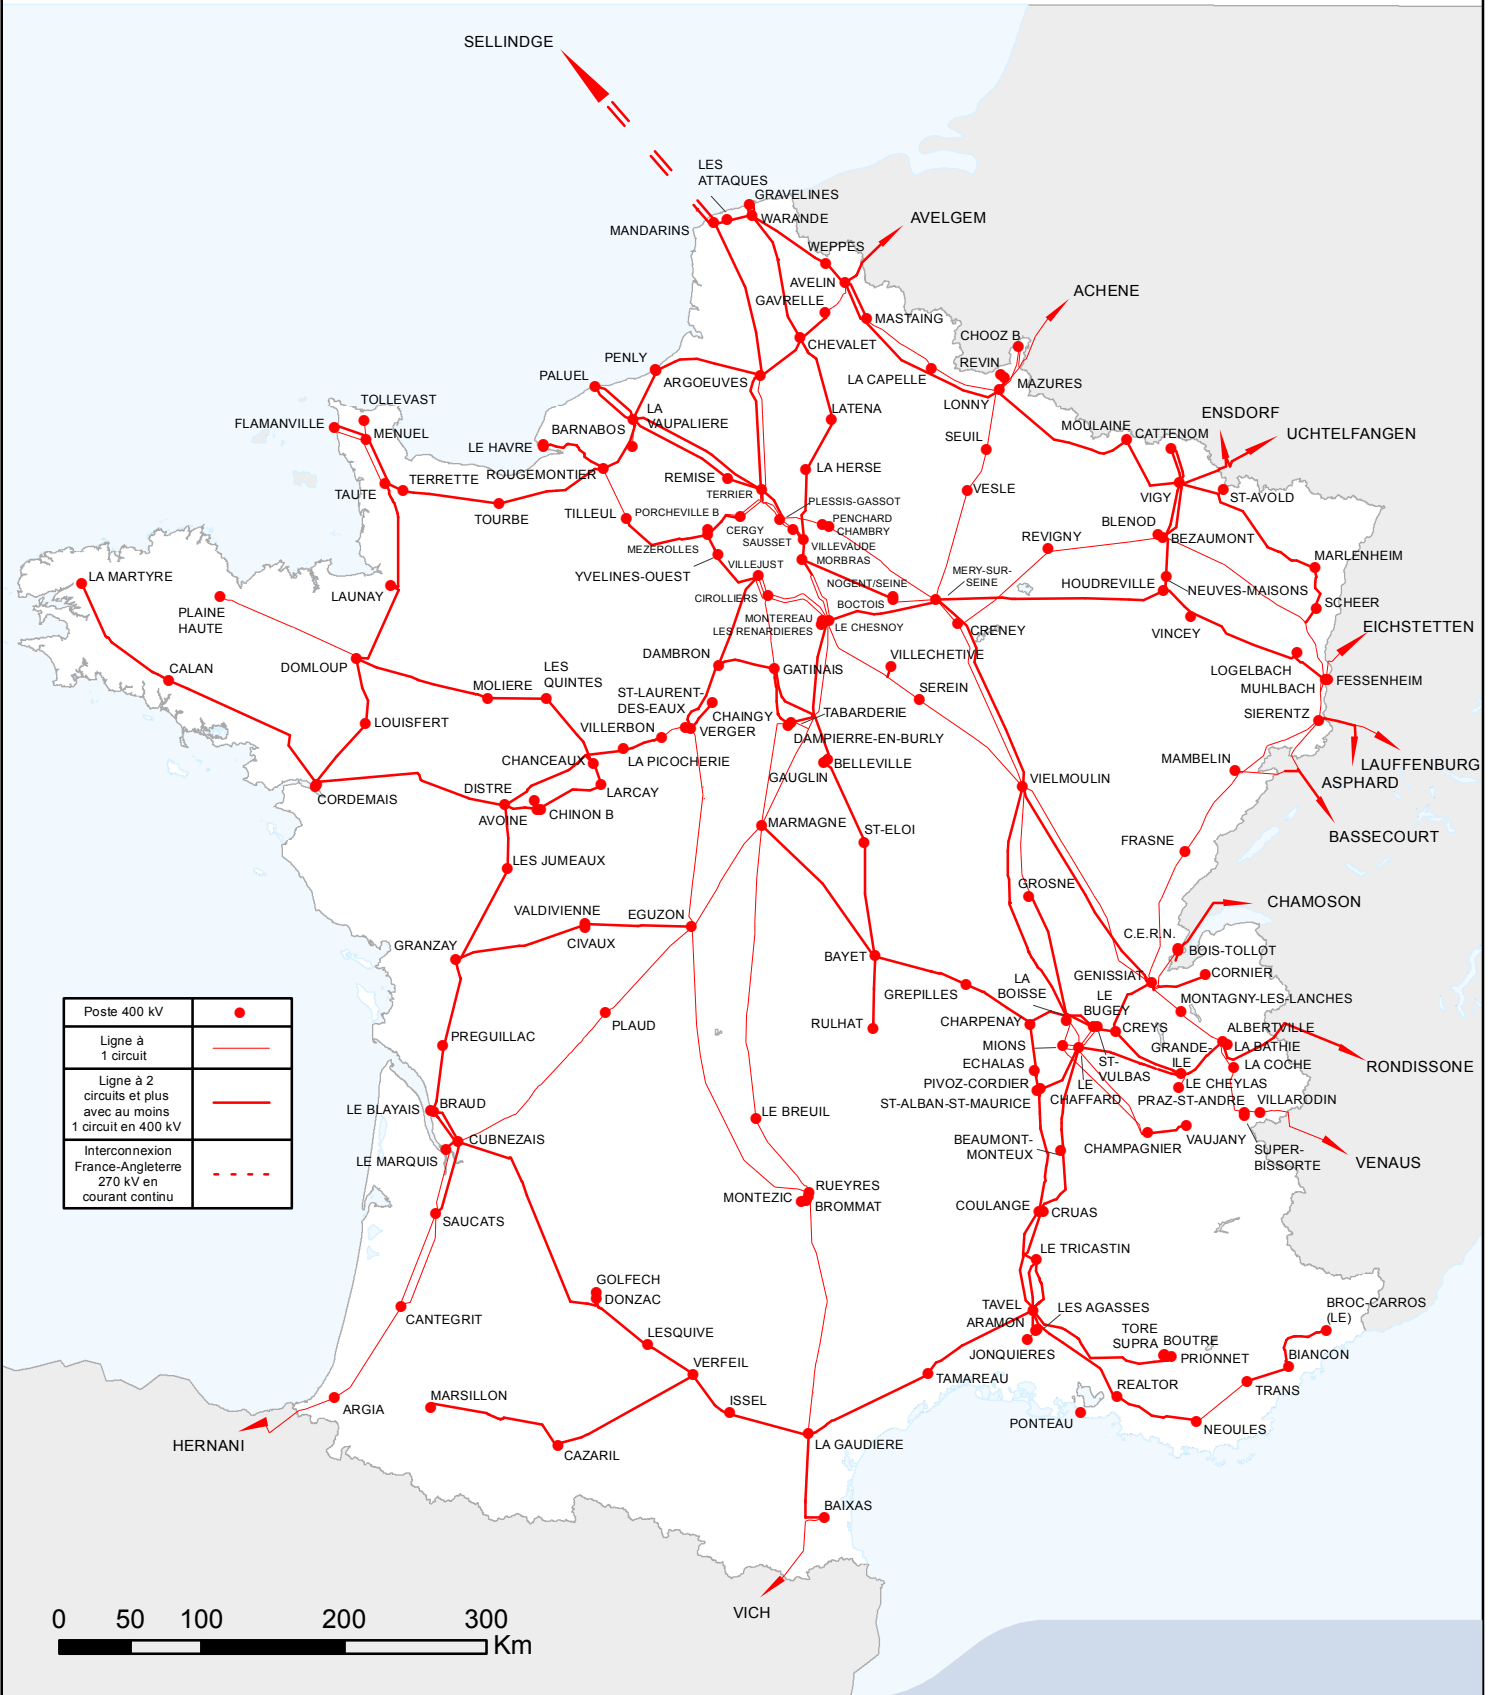 SELLINDGE
LES
ATTAQUES
GRAVELINES
WARANDE
MANDARINS
AVELGEM
WEPPES
AVELIN
GAVRELLE
MASTAING
ACHENE
CHOOZ B
REVIN
MAZURES
CHEVALET
PENLY
PALUEL
ARGOEUVES
LA CAPELLE
LONNY
TOLLEVAST
FLAMANVILLE
MENUEL
LA
VAUPALIERE
BARNABOS
LATENA
LE HAVRE
SEUIL
MOULAINE
CATTENOM
ENSDORF
UCHTELFANGEN
ROUGEMONTIER
LA HERSE
REMISE
TERRIER
TERRETTE
TAUTE
TOURBE
VESLE
VIGY
ST-AVOLD
PLESSIS-GASSOT
PORCHEVILLE B
TILLEUL
PENCHARD
CHAMBRY
CERGY
SAUSSET
BLENOD
BEZAUMONT
REVIGNY
MEZEROLLES
VILLEVAUDE
MORBRAS
VILLEJUST
MARLENHEIM
YVELINES-OUEST
LA MARTYRE
PLAINE
HAUTE
LAUNAY
NOGENT/SEINE
MERY-SUR-
SEINE
HOUDREVILLE
NEUVES-MAISONS
CIROLLIERS
BOCTOIS
SCHEER
MONTEREAU
LES RENARDIERES
LE CHESNOY
CRENEY
VINCEY
EICHSTETTEN
DAMBRON
GATINAIS
VILLECHETIVE
LOGELBACH
MUHLBACH
FESSENHEIM
CALAN
DOMLOUP
MOLIERE
LES
QUINTES
ST-LAURENT-
DES-EAUX
SEREIN
SIERENTZ
LOUISFERT
VILLERBON
CHAINGY
VERGER
TABARDERIE
DAMPIERRE-EN-BURLY
CHANCEAUX
LA PICOCHERIE
GAUGLIN
BELLEVILLE
MAMBELIN
LAUFFENBURG
ASPHARD
CORDEMAIS
DISTRE
LARCAY
AVOINE
CHINON B
VIELMOULIN
MARMAGNE
ST-ELOI
BASSECOURT
FRASNE
LES JUMEAUX
GROSNE
CHAMOSON
VALDIVIENNE
CIVAUX
EGUZON
C.E.R.N.
BOIS-TOLLOT
GRANZAY
BAYET
GENISSIAT
CORNIER
GREPILLES
LA
BOISSE
LE
BUGEY
MONTAGNY-LES-LANCHES
Poste 400 kV
Ligne à
1 circuit
Ligne à 2
circuits et plus
avec au moins
1 circuit en 400 kV
Interconnexion
France-Angleterre
270 kV en
courant continu
PLAUD
RULHAT
CHARPENAY
CREYS
ALBERTVILLE
LA BATHIE
PREGUILLAC
MIONS
GRANDE-
ILE
RONDISSONE
ECHALAS
ST-
VULBAS
LA COCHE
PIVOZ-CORDIER
LE
CHAFFARD
LE CHEYLAS
ST-ALBAN-ST-MAURICE
PRAZ-ST-ANDRE
VILLARODIN
LE BLAYAIS
BRAUD
LE BREUIL
CUBNEZAIS
BEAUMONT-
MONTEUX
CHAMPAGNIER
VAUJANY
SUPER-
BISSORTE
VENAUS
LE MARQUIS
RUEYRES
MONTEZIC
BROMMAT
COULANGE
CRUAS
SAUCATS
LE TRICASTIN
GOLFECH
DONZAC
CANTEGRIT
TAVEL
LES AGASSES
ARAMON
BROC-CARROS
(LE)
LESQUIVE
JONQUIERES
TORE
SUPRA
BOUTRE
PRIONNET
BIANCON
VERFEIL
TAMAREAU
REALTOR
TRANS
MARSILLON
ARGIA
ISSEL
PONTEAU
NEOULES
HERNANI
CAZARIL
LA GAUDIERE
BAIXAS
VICH
0 50 100 200 300
Km